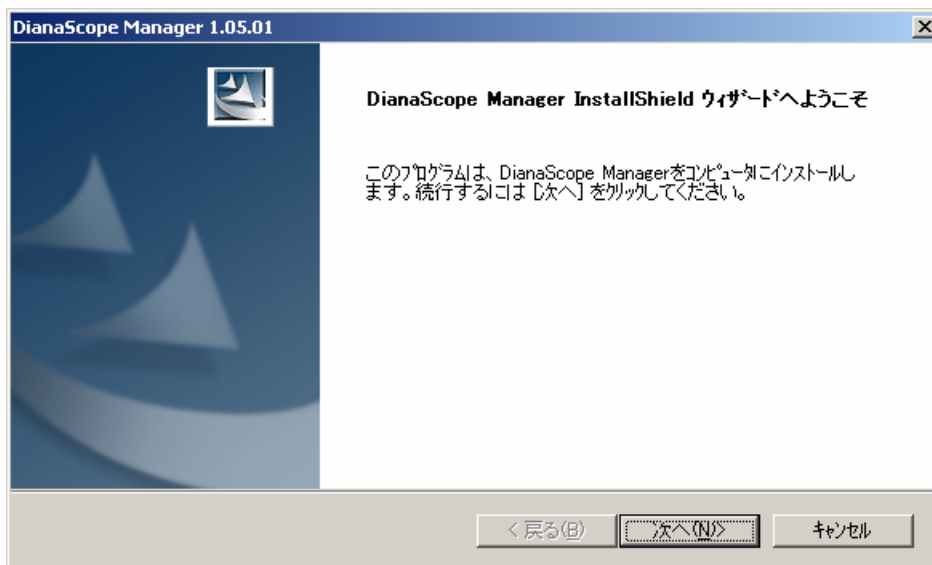 DianaScope Manager 1.05.01
DianaScope Manager InstallShield ウィザードへようこそ
このプログラムは、DianaScope Managerをコンピュータにインストールし
ます。続行するには [次へ] をクリックしてください。
< 戻る(B)
次へ(N)>
キャンセル